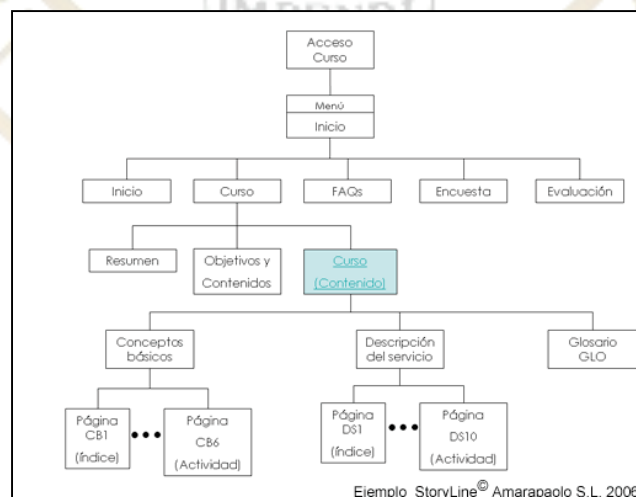 Acceso
Curso
Menú
Inicio
Inicio
Curso
FAQs
Encuesta
Evaluación
Resumen
Objetivos y
Contenidos
Curso
(Contenido)
Conceptos
básicos
Descripción
del servicio
Glosario
GLO
Página
CB1
(índice)
•••
Página
CB6
(Actividad)
Página
DS1
(índice)
•••
Página
DS10
(Actividad)
Ejemplo StoryLine© Amarapaolo S.L. 2006